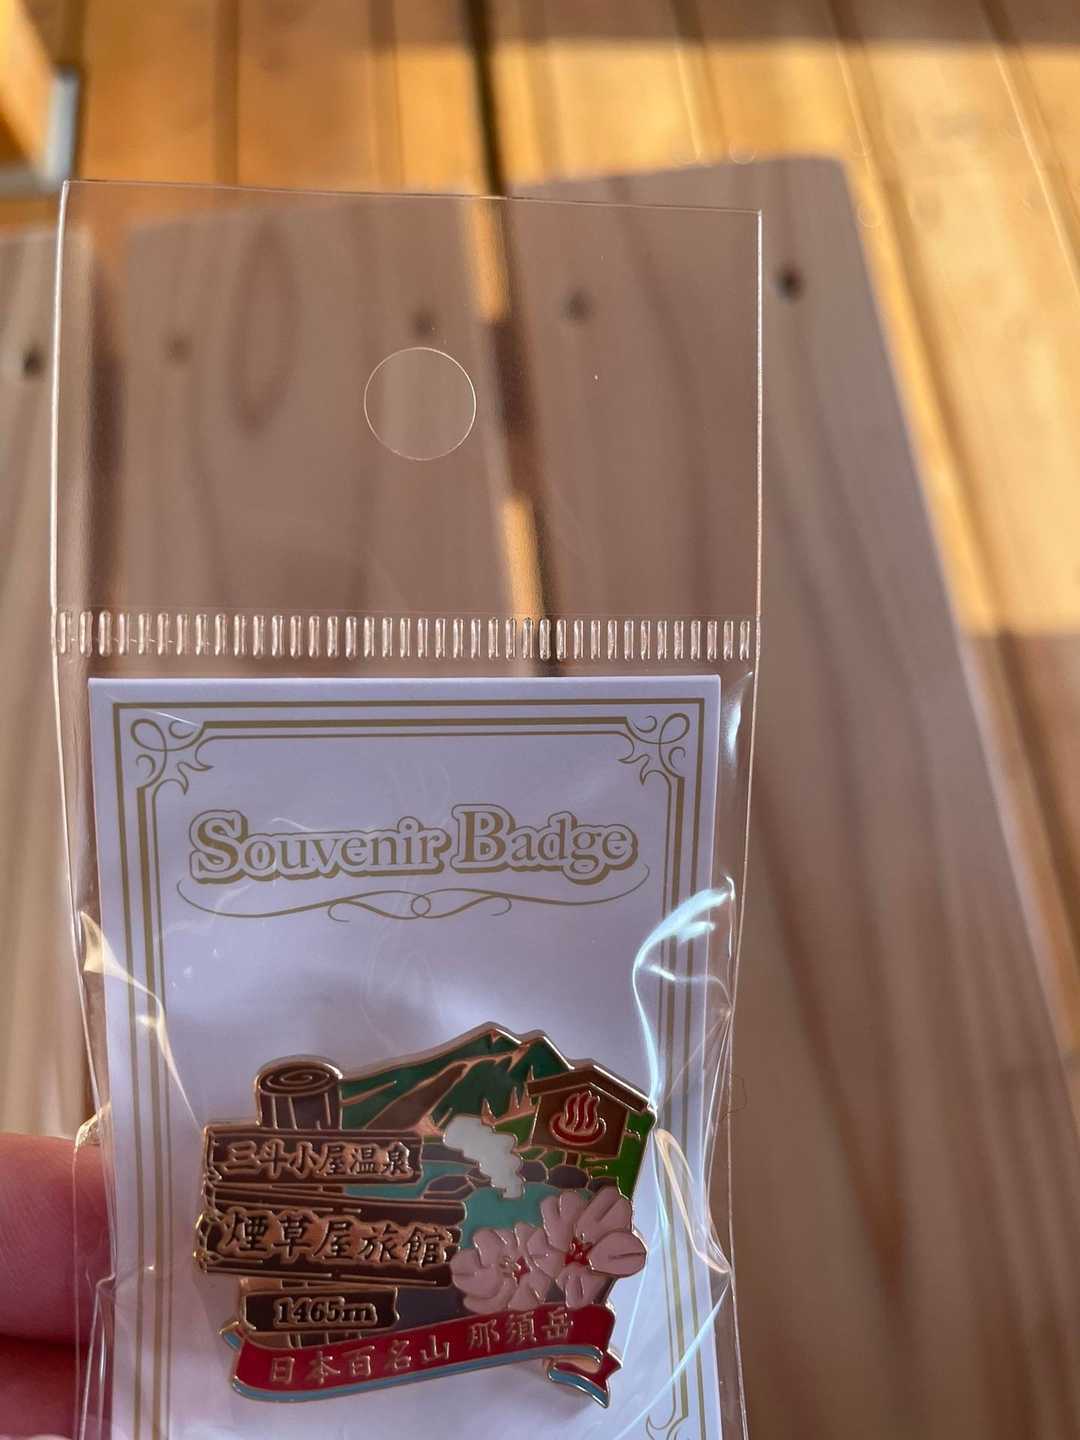 Souvenir Badge
三斗小屋温泉
煙草屋旅館
1465m
日本百名山 那須岳